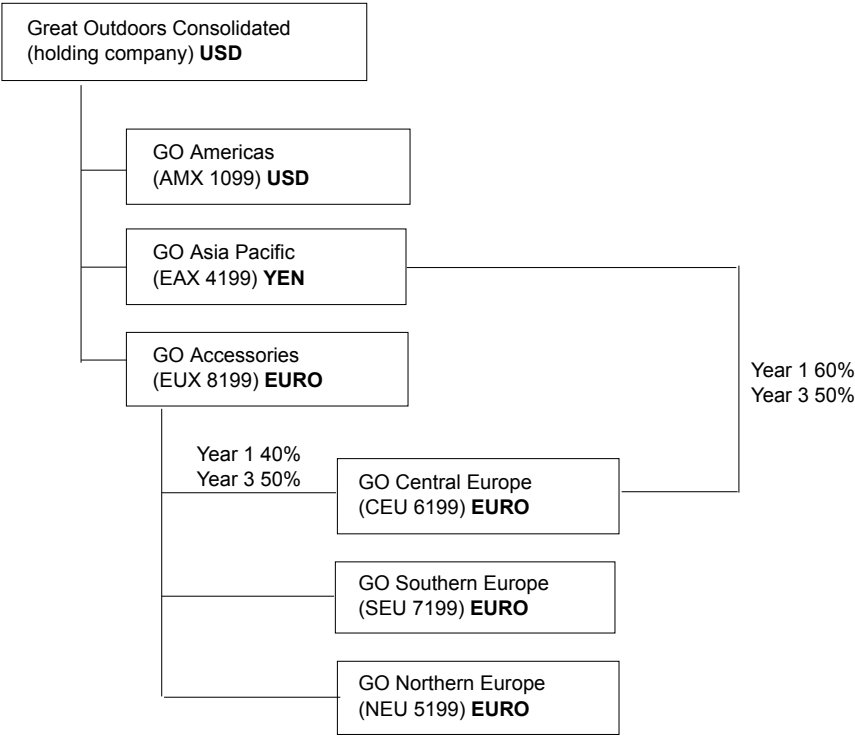 Great Outdoors Consolidated
(holding company) USD
GO Americas
(AMX 1099) USD
GO Asia Pacific
(EAX 4199) YEN
GO Accessories
(EUX 8199) EURO
Year 1 60%
Year 3 50%
Year 1 40%
Year 3 50%
GO Central Europe
(CEU 6199) EURO
GO Southern Europe
(SEU 7199) EURO
GO Northern Europe
(NEU 5199) EURO